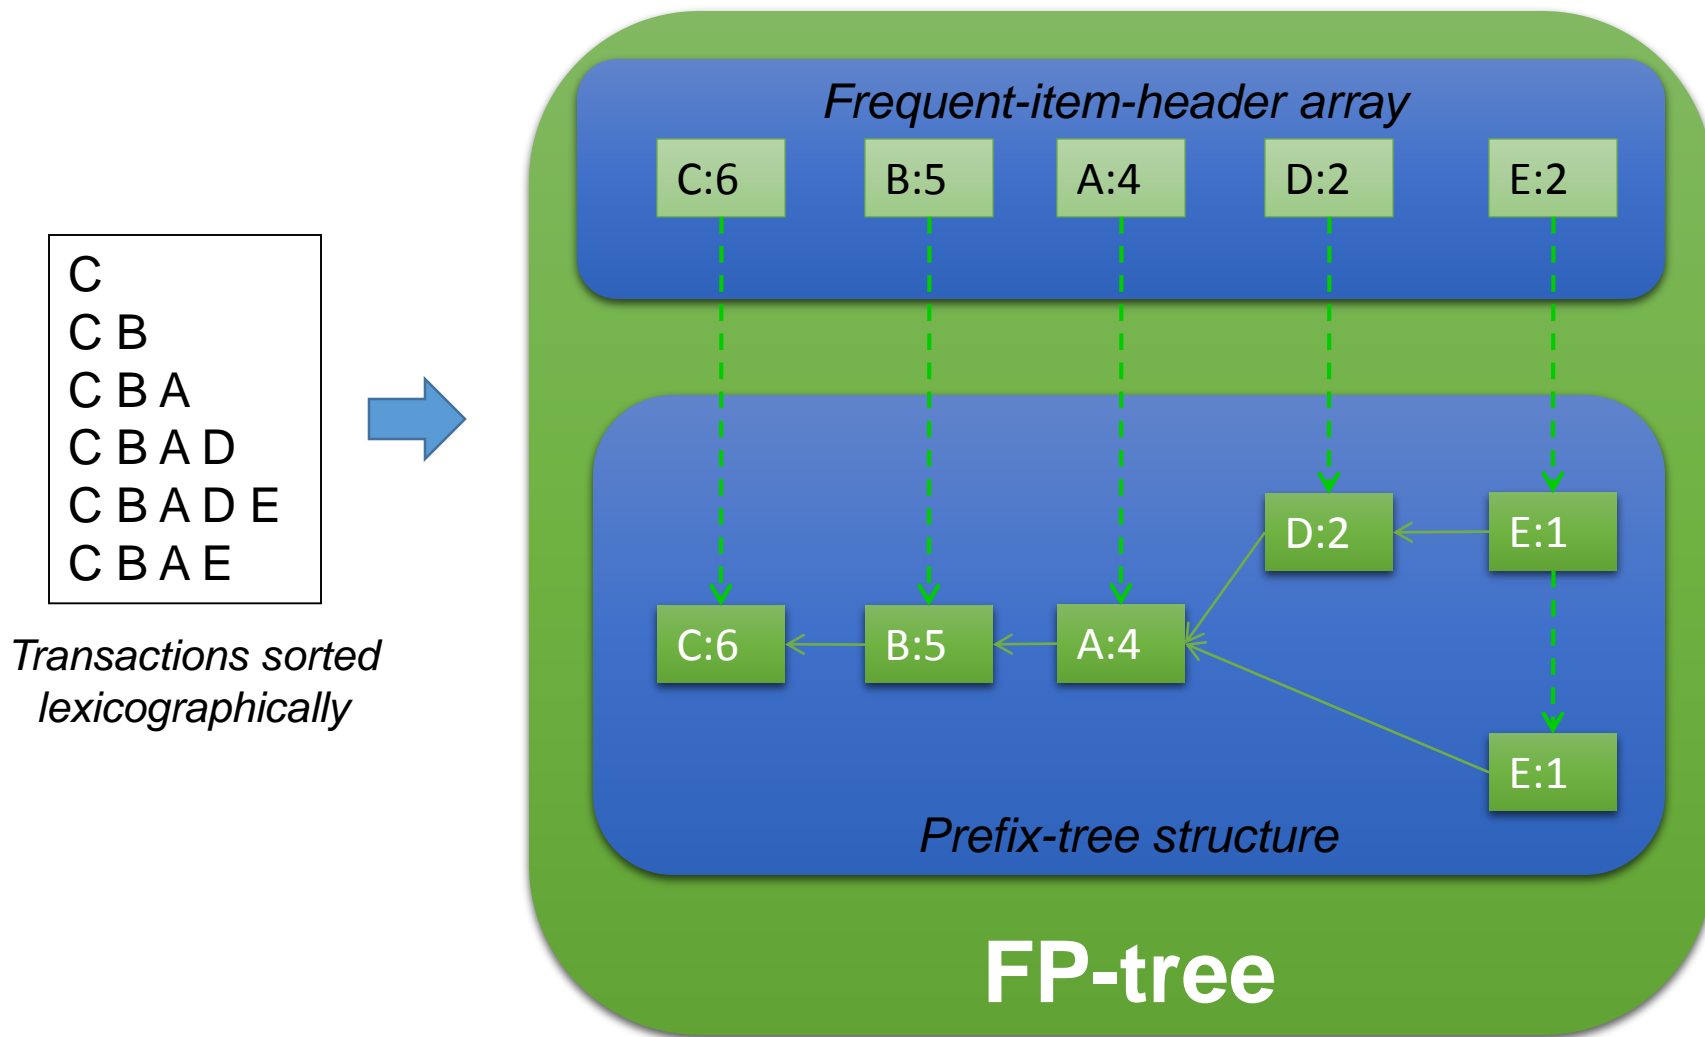 C
C B
C B A
C B A D
C B A D E
C B A E
Transactions sorted
lexicographically
Frequent-item-header array
C:6 B:5 A:4 D:2 E:2
D:2 E:1
C:6 B:5 A:4
E:1
Prefix-tree structure
FP-tree